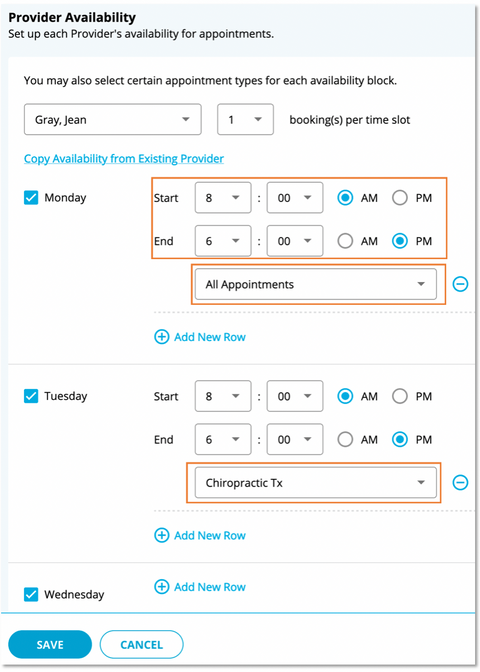 Provider Availability
Set up each Provider's availability for appointments.
You may also select certain appointment types for each availability block.
Gray, Jean 1 booking(s) per time slot
Copy Availability from Existing Provider
Monday Start 8 : 00 AM PM
End 6 : 00 AM PM
All Appointments
Add New Row
Tuesday Start 8 : 00 AM PM
End 6 : 00 AM PM
Chiropractic Tx
Add New Row
Wednesday Add New Row
SAVE CANCEL